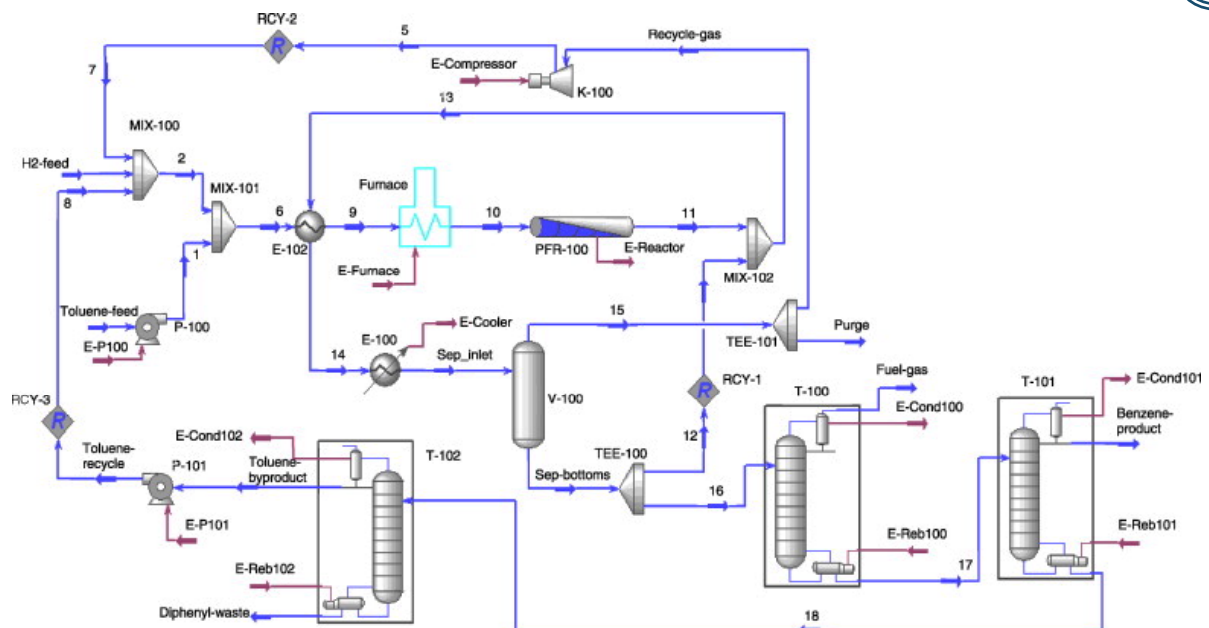 RCY-2
5
Recycle-gas
E-Compressor
K-100
7
13
MIX-100
H2-feed
2
8
MIX-101
Furnace
6
9
10
11
E-102
PFR-100
E-Reactor
MIX-102
1
E-Furnace
Toluene-feed
P-100
E-P100
E-Cooler
15
Purge
TEE-101
14
E-100
Sep_inlet
V-100
RCY-1
Fuel-gas
T-100
T-101
E-Cond101
RCY-3
E-Cond102
12
E-Cond100
Benzene-
product
Toluene-
recycle
P-101
Toluene-
byproduct
T-102
TEE-100
Sep-bottoms
16
E-P101
E-Reb100
E-Reb101
E-Reb102
17
Diphenyl-waste
18
R
R
R